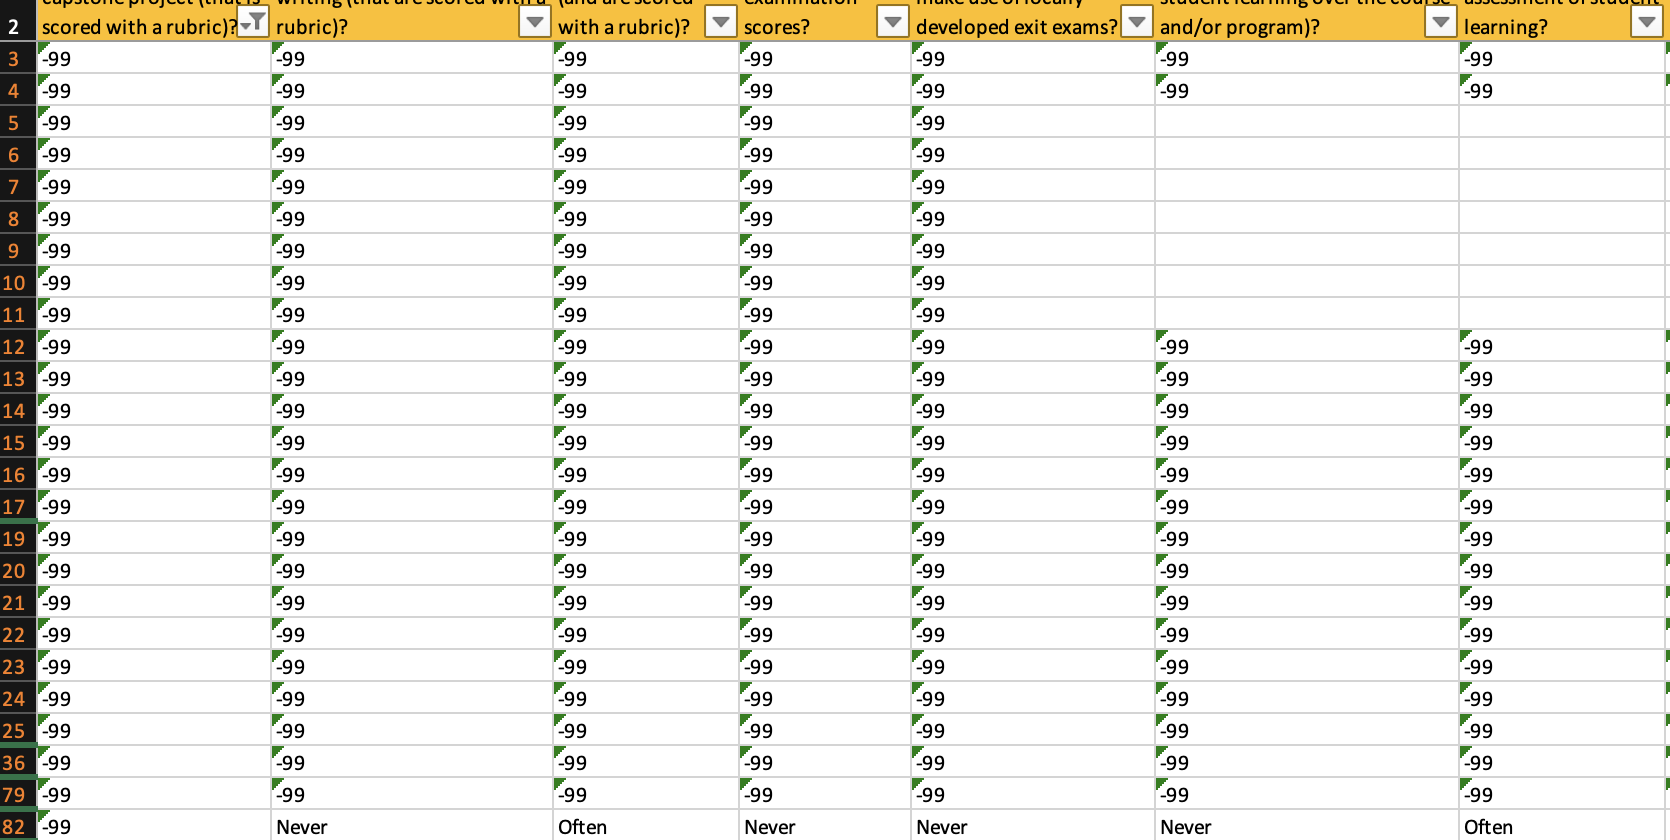 capstone project (that is writing (that are scored with a (and are scored examination make use of locally student learning over the course assessment of student
2 scored with a rubric)? rubric)? with a rubric)? scores? developed exit exams? and/or program)? learning?
3 -99 -99 -99 -99 -99 -99 -99
4 -99 -99 -99 -99 -99 -99 -99
5 -99 -99 -99 -99 -99
6 -99 -99 -99 -99 -99
7 -99 -99 -99 -99 -99
8 -99 -99 -99 -99 -99
9 -99 -99 -99 -99 -99
10 -99 -99 -99 -99 -99
11 -99 -99 -99 -99 -99
12 -99 -99 -99 -99 -99 -99 -99
13 -99 -99 -99 -99 -99 -99 -99
14 -99 -99 -99 -99 -99 -99 -99
15 -99 -99 -99 -99 -99 -99 -99
16 -99 -99 -99 -99 -99 -99 -99
17 -99 -99 -99 -99 -99 -99 -99
19 -99 -99 -99 -99 -99 -99 -99
20 -99 -99 -99 -99 -99 -99 -99
21 -99 -99 -99 -99 -99 -99 -99
22 -99 -99 -99 -99 -99 -99 -99
23 -99 -99 -99 -99 -99 -99 -99
24 -99 -99 -99 -99 -99 -99 -99
25 -99 -99 -99 -99 -99 -99 -99
36 -99 -99 -99 -99 -99 -99 -99
79 -99 -99 -99 -99 -99 -99 -99
82 -99 Never Often Never Never Never Often